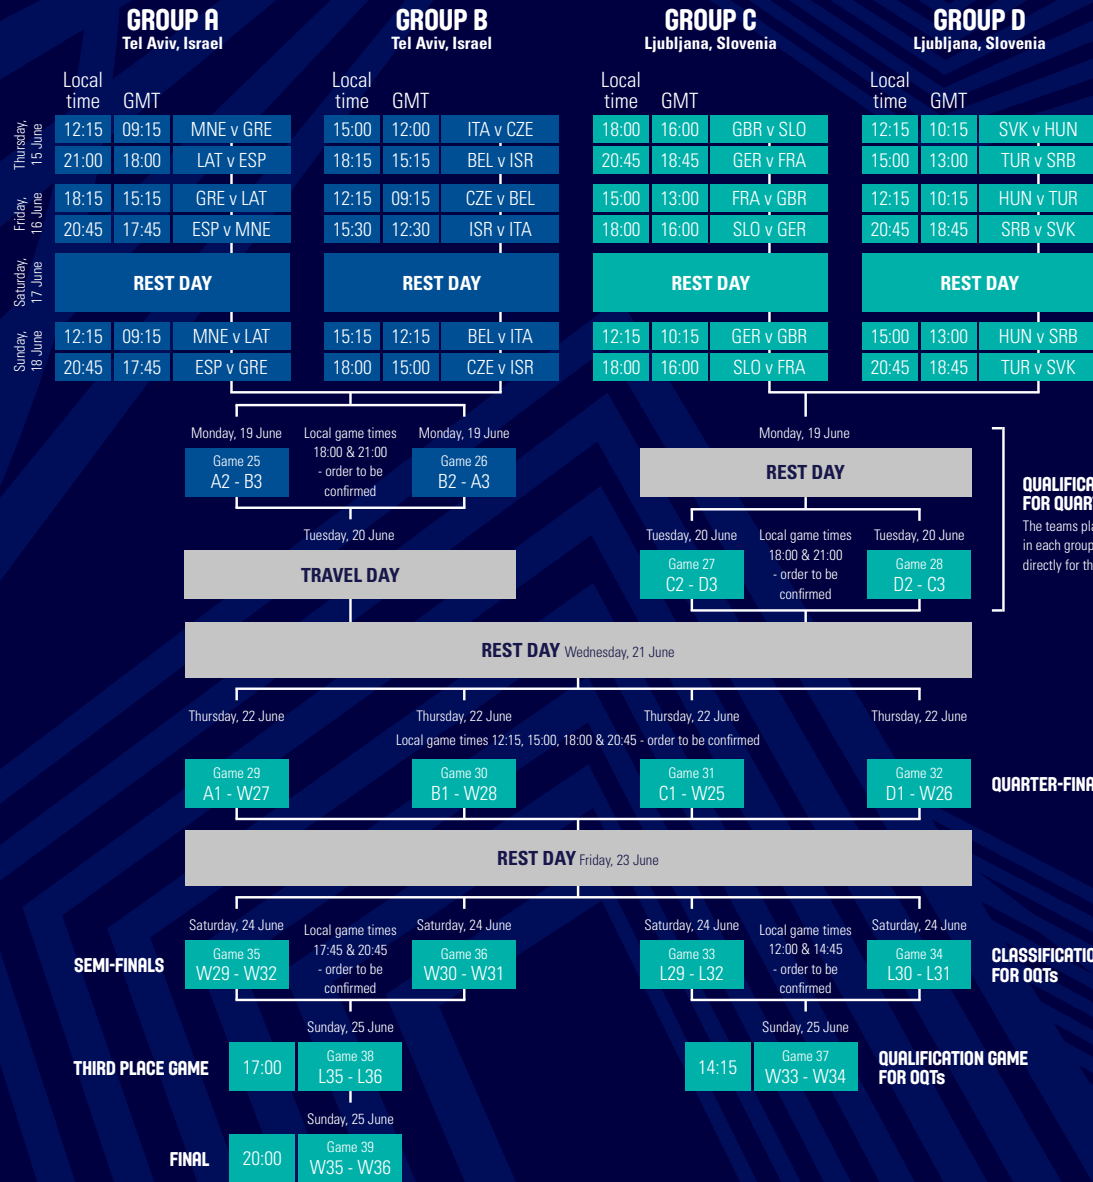 GROUP A
Tel Aviv, Israel
GROUP B
Tel Aviv, Israel
GROUP C
Ljubljana, Slovenia
GROUP D
Ljubljana, Slovenia
Local time GMT
Local time GMT
Local time GMT
Local time GMT
Thursday, 15 June
12:15 09:15 MNE v GRE
15:00 12:00 ITA v CZE
18:00 16:00 GBR v SLO
12:15 10:15 SVK v HUN
21:00 18:00 LAT v ESP
18:15 15:15 BEL v ISR
20:45 18:45 GER v FRA
15:00 13:00 TUR v SRB
Friday, 16 June
18:15 15:15 GRE v LAT
12:15 09:15 CZE v BEL
15:00 13:00 FRA v GBR
12:15 10:15 HUN v TUR
20:45 17:45 ESP v MNE
15:30 12:30 ISR v ITA
18:00 16:00 SLO v GER
20:45 18:45 SRB v SVK
Saturday, 17 June
REST DAY
REST DAY
REST DAY
REST DAY
Sunday, 18 June
12:15 09:15 MNE v LAT
15:15 12:15 BEL v ITA
12:15 10:15 GER v GBR
15:00 13:00 HUN v SRB
20:45 17:45 ESP v GRE
18:00 15:00 CZE v ISR
18:00 16:00 SLO v FRA
20:45 18:45 TUR v SVK
Monday, 19 June
Game 25
A2 - B3
Local game times
18:00 & 21:00
- order to be
confirmed
Monday, 19 June
Game 26
B2 - A3
Monday, 19 June
REST DAY
Tuesday, 20 June
TRAVEL DAY
Tuesday, 20 June
Game 27
C2 - D3
Local game times
18:00 & 21:00
- order to be
confirmed
Tuesday, 20 June
Game 28
D2 - C3
FOR
The teams
in each group
directly for
REST DAY Wednesday, 21 June
Thursday, 22 June
Thursday, 22 June
Thursday, 22 June
Thursday, 22 June
Local game times 12:15, 15:00, 18:00 & 20:45 - order to be confirmed
Game 29
A1 - W27
Game 30
B1 - W28
Game 31
C1 - W25
Game 32
D1 - W26
REST DAY Friday, 23 June
SEMI-FINALS
Saturday, 24 June
Game 35
W29 - W32
Local game times
17:45 & 20:45
- order to be
confirmed
Saturday, 24 June
Game 36
W30 - W31
Saturday, 24 June
Game 33
L29 - L32
Local game times
12:00 & 14:45
- order to be
confirmed
Saturday, 24 June
Game 34
L30 - L31
FOR OQTs
Sunday, 25 June
THIRD PLACE GAME
17:00
Game 38
L35 - L36
Sunday, 25 June
14:15
Game 37
W33 - W34
QUALIFICATION GAME
FOR OQTs
Sunday, 25 June
FINAL
20:00
Game 39
W35 - W36